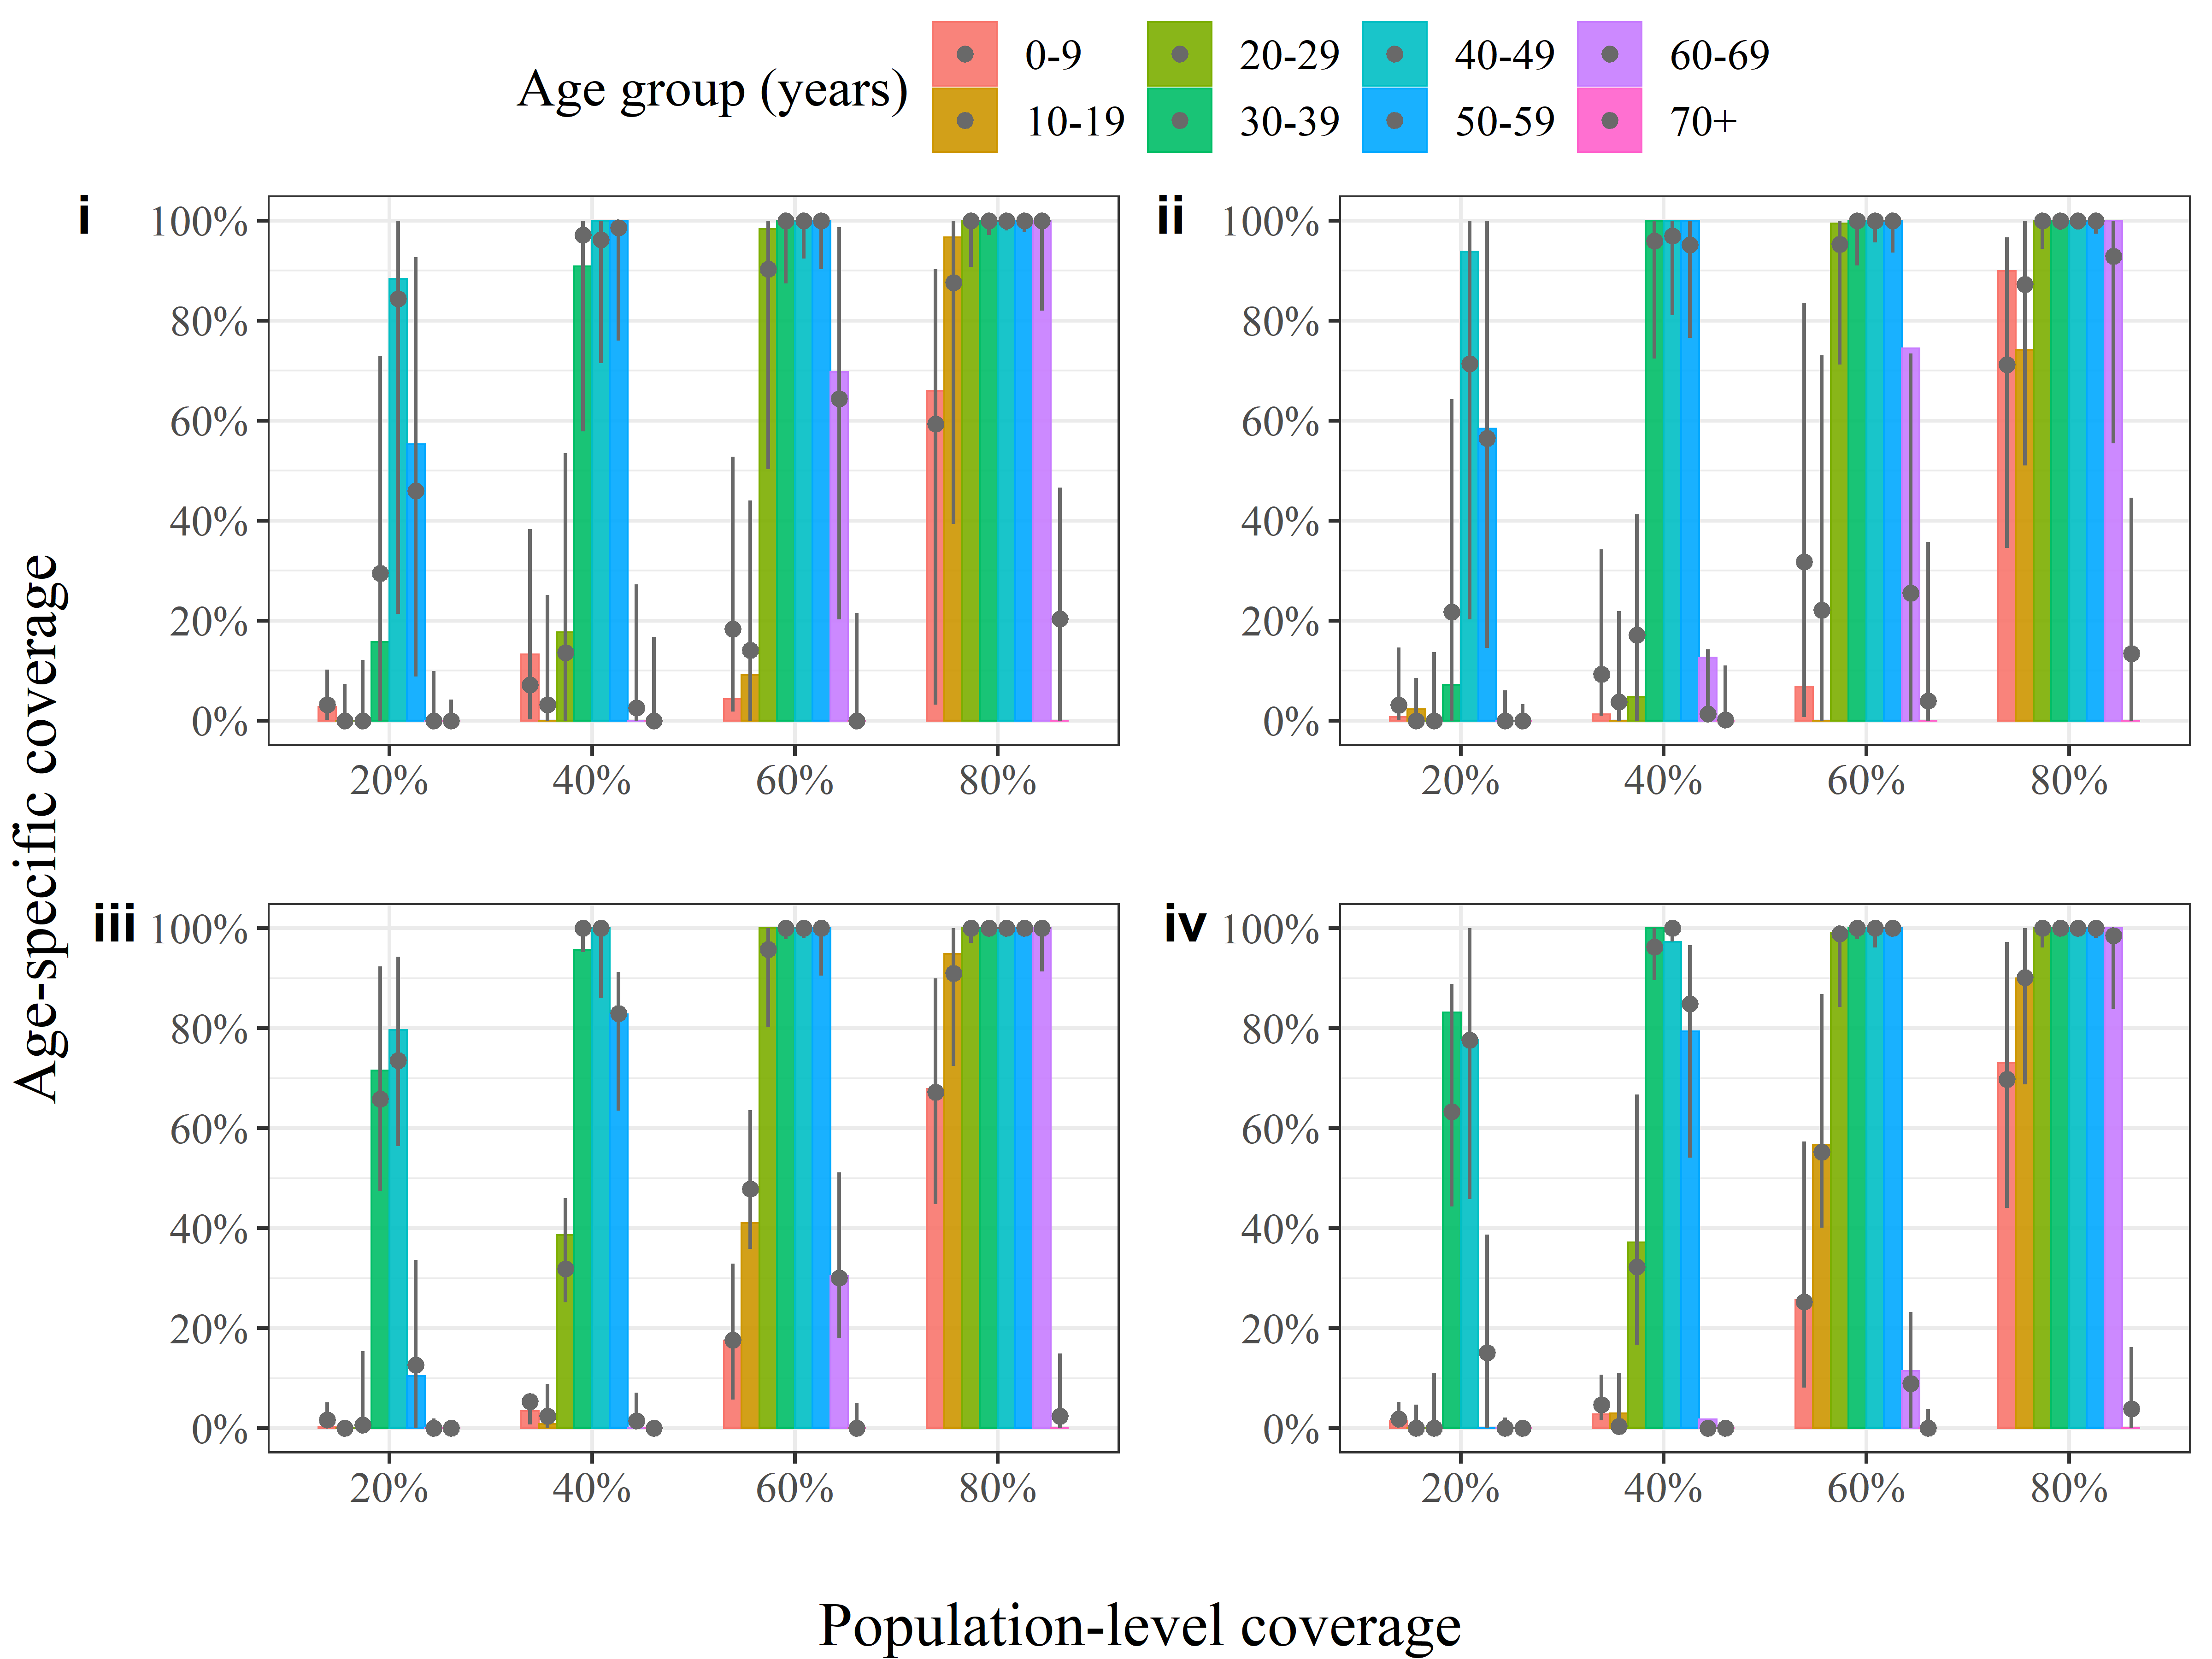 Age group (years)
0-9 20-29 40-49 60-69
10-19 30-39 50-59 70+
i
ii
100% 100%
80% 80%
60% 60%
40% 40%
20% 20%
0% 0%
20% 40% 60% 80% 20% 40% 60% 80%
Age-specific coverage
iii
iv
100% 100%
80% 80%
60% 60%
40% 40%
20% 20%
0% 0%
20% 40% 60% 80% 20% 40% 60% 80%
Population-level coverage